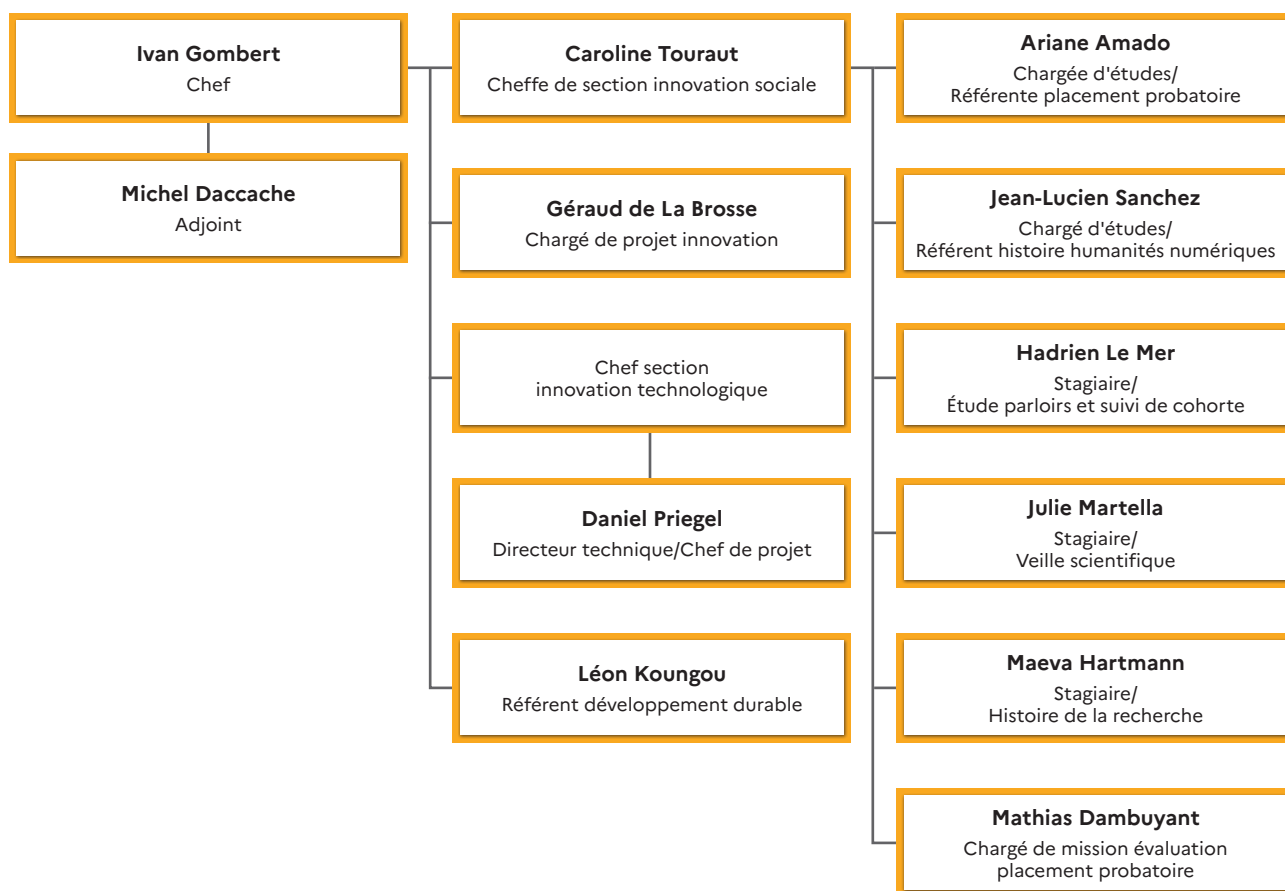 Ivan Gombert
Chef
Michel Daccache
Adjoint
Caroline Touraut
Cheffe de section innovation sociale
Géraud de La Brosse
Chargé de projet innovation
Chef section
innovation technologique
Daniel Priegel
Directeur technique/Chef de projet
Léon Koungou
Référent développement durable
Ariane Amado
Chargée d'études/
Référente placement probatoire
Jean-Lucien Sanchez
Chargé d'études/
Référent histoire humanités numériques
Hadrien Le Mer
Stagiaire/
Étude parloirs et suivi de cohorte
Julie Martella
Stagiaire/
Veille scientifique
Maeva Hartmann
Stagiaire/
Histoire de la recherche
Mathias Dambuyant
Chargé de mission évaluation
placement probatoire